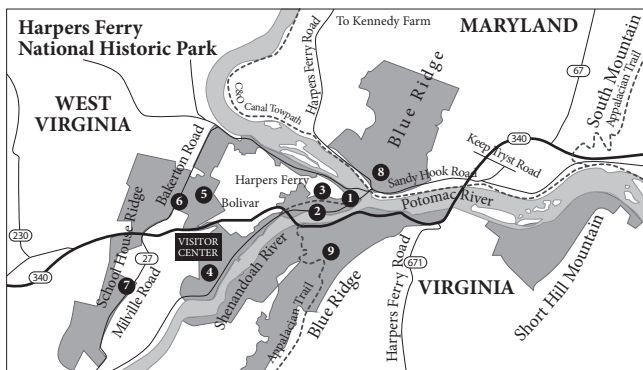 Harpers Ferry
National Historic Park
To Kennedy Farm
MARYLAND
67
South Mountain
Appalachian Trail
Harpers Ferry Road
C&O
Canal Towpath
Blue Ridge
WEST
VIRGINIA
Bakerton Road
340
Keep Tryst Road
8
Sandy Hook Road
Harpers Ferry
3
1
6
5
Bolivar
2
Potomac River
230
School House Ridge
27
VISITOR
CENTER
4
Shenandoah River
9
671
340
7
Millville Road
Appalachian Trail
Blue Ridge
Harpers Ferry Road
VIRGINIA
Short Hill Mountain